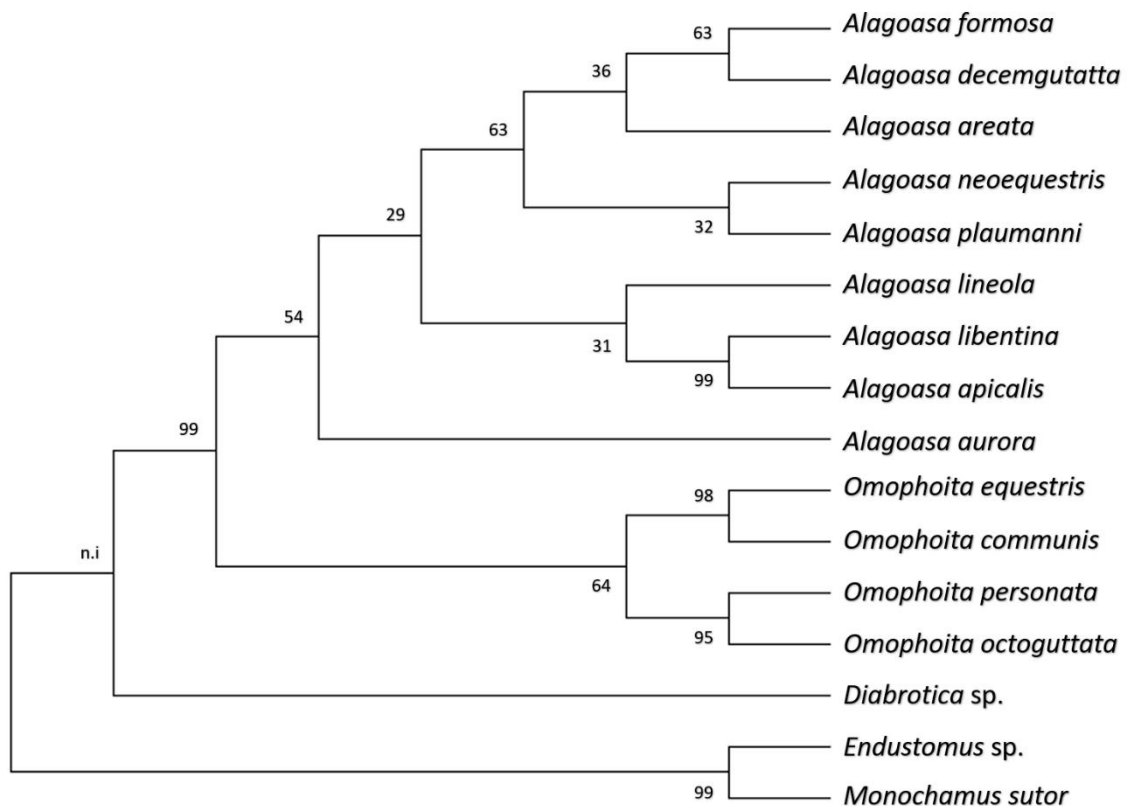 63
Alagoasa formosa
36
Alagoasa decemgutatta
63
Alagoasa areata
Alagoasa neoequestris
29
32
Alagoasa plaumanni
Alagoasa lineola
54
31
Alagoasa libentina
99
Alagoasa apicalis
99
Alagoasa aurora
98
Omophoita equestris
n.i
Omophoita communis
64
Omophoita personata
95
Omophoita octoguttata
Diabrotica sp.
Endustomus sp.
99
Monochamus sutor